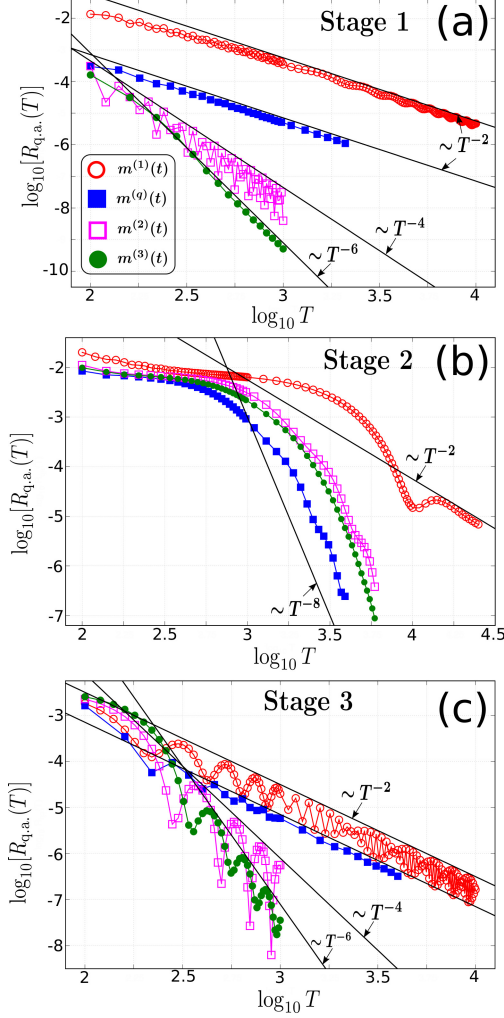 Stage 1
(a)
-2
-4
-6
-8
-10
log₁₀[R_q.a.(T)]
m⁽¹⁾(t)
m⁽q⁾(t)
m⁽²⁾(t)
m⁽³⁾(t)
~ T⁻²
~ T⁻⁴
~ T⁻⁶
2 2.5 3 3.5 4
log₁₀ T
Stage 2
(b)
-2
-3
-4
-5
-6
-7
log₁₀[R_q.a.(T)]
~ T⁻²
~ T⁻⁸
2 2.5 3 3.5 4 4.5
log₁₀ T
Stage 3
(c)
-3
-4
-5
-6
-7
-8
log₁₀[R_q.a.(T)]
~ T⁻²
~ T⁻⁴
~ T⁻⁶
2 2.5 3 3.5 4
log₁₀ T